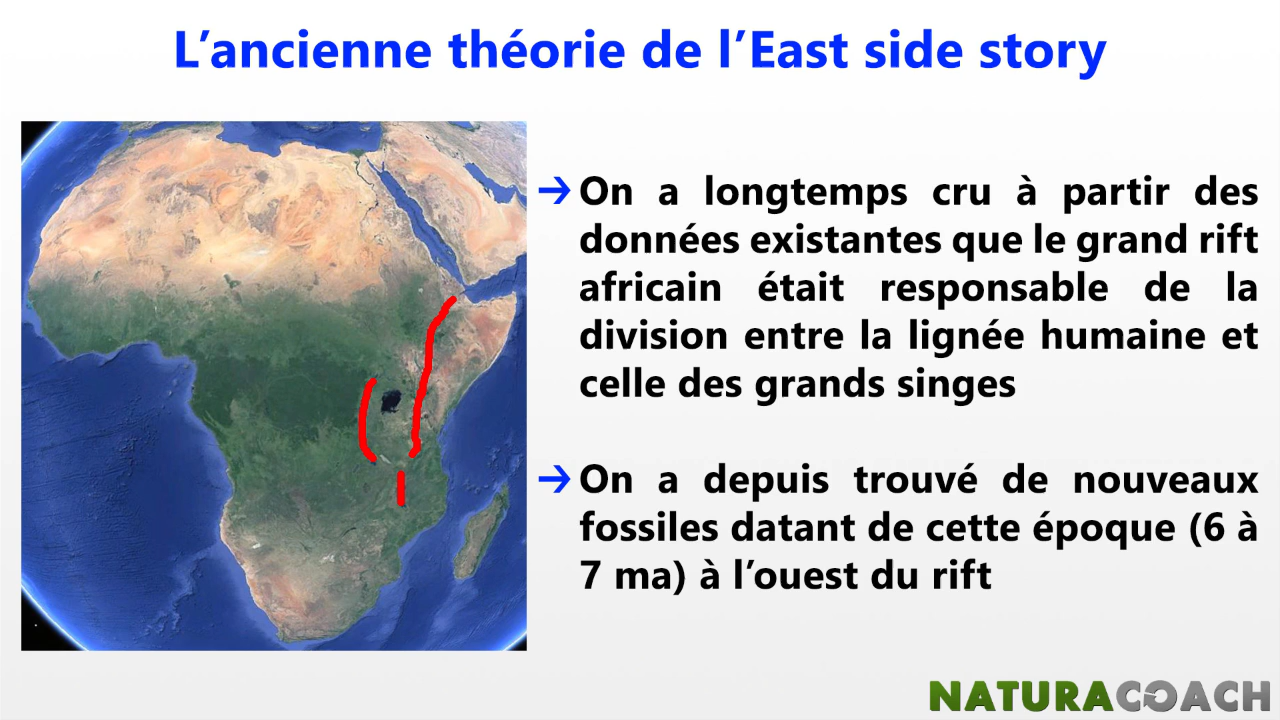 L’ancienne théorie de l’East side story
→ On a longtemps cru à partir des
données existantes que le grand rift
africain était responsable de la
division entre la lignée humaine et
celle des grands singes
→ On a depuis trouvé de nouveaux
fossiles datant de cette époque (6 à
7 ma) à l’ouest du rift
NATURACOACH